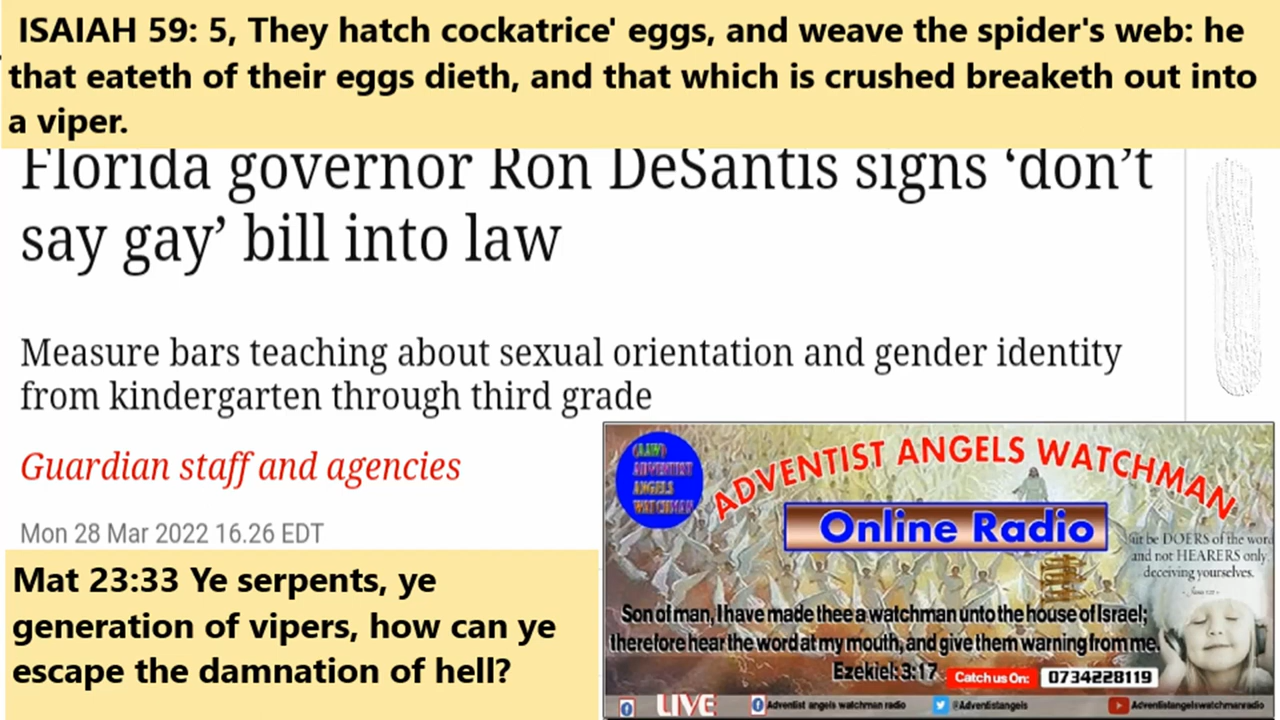 ISAIAH 59: 5, They hatch cockatrice' eggs, and weave the spider's web: he
that eateth of their eggs dieth, and that which is crushed breaketh out into
a viper.
Florida governor Ron DeSantis signs ‘don’t
say gay’ bill into law
Measure bars teaching about sexual orientation and gender identity
from kindergarten through third grade
Guardian staff and agencies
Mon 28 Mar 2022 16.26 EDT
Mat 23:33 Ye serpents, ye
generation of vipers, how can ye
escape the damnation of hell?
(AAW)
ADVENTIST
ANGELS
WATCHMAN
ADVENTIST ANGELS WATCHMAN
Online Radio
but be DOERS of the word
and not HEARERS only,
deceiving yourselves.
Son of man, I have made thee a watchman unto the house of Israel;
therefore hear the word at my mouth, and give them warning from me.
Ezekiel: 3:17
Catch us On: 0734228119
LIVE
Adventist angels watchman radio
@Adventistangels
Adventistangelswatchmanradio